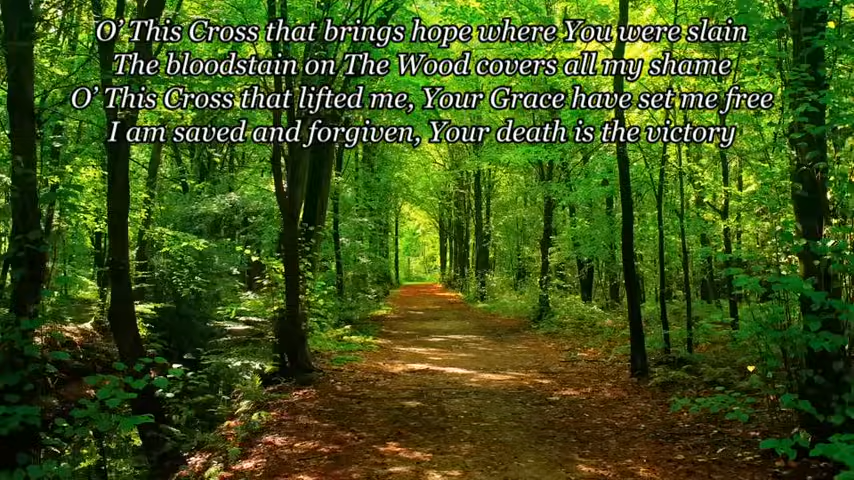 O' This Cross that brings hope where You were slain
The bloodstain on The Wood covers all my shame
O' This Cross that lifted me, Your Grace have set me free
I am saved and forgiven, Your death is the victory